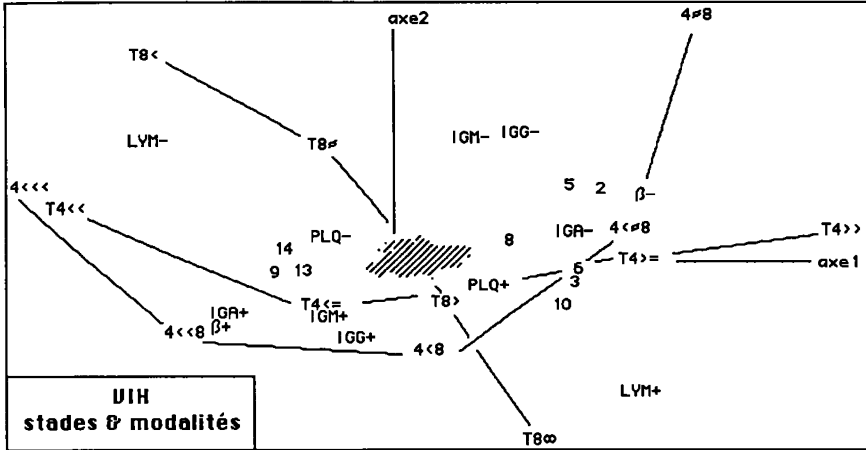 axe2
4≠8
T8<
T8≠
LYM-
IGM-
IGG-
5
2
β-
4<<<
T4<<
PLQ-
8
IGA-
4<≠8
T4>>
14
9
13
6
T4>=
axe1
3
PLQ+
T4<=
T8>
10
IGA+
IGM+
4<<8
β+
IGG+
4<8
LYM+
VIH
stades & modalités
T8∞